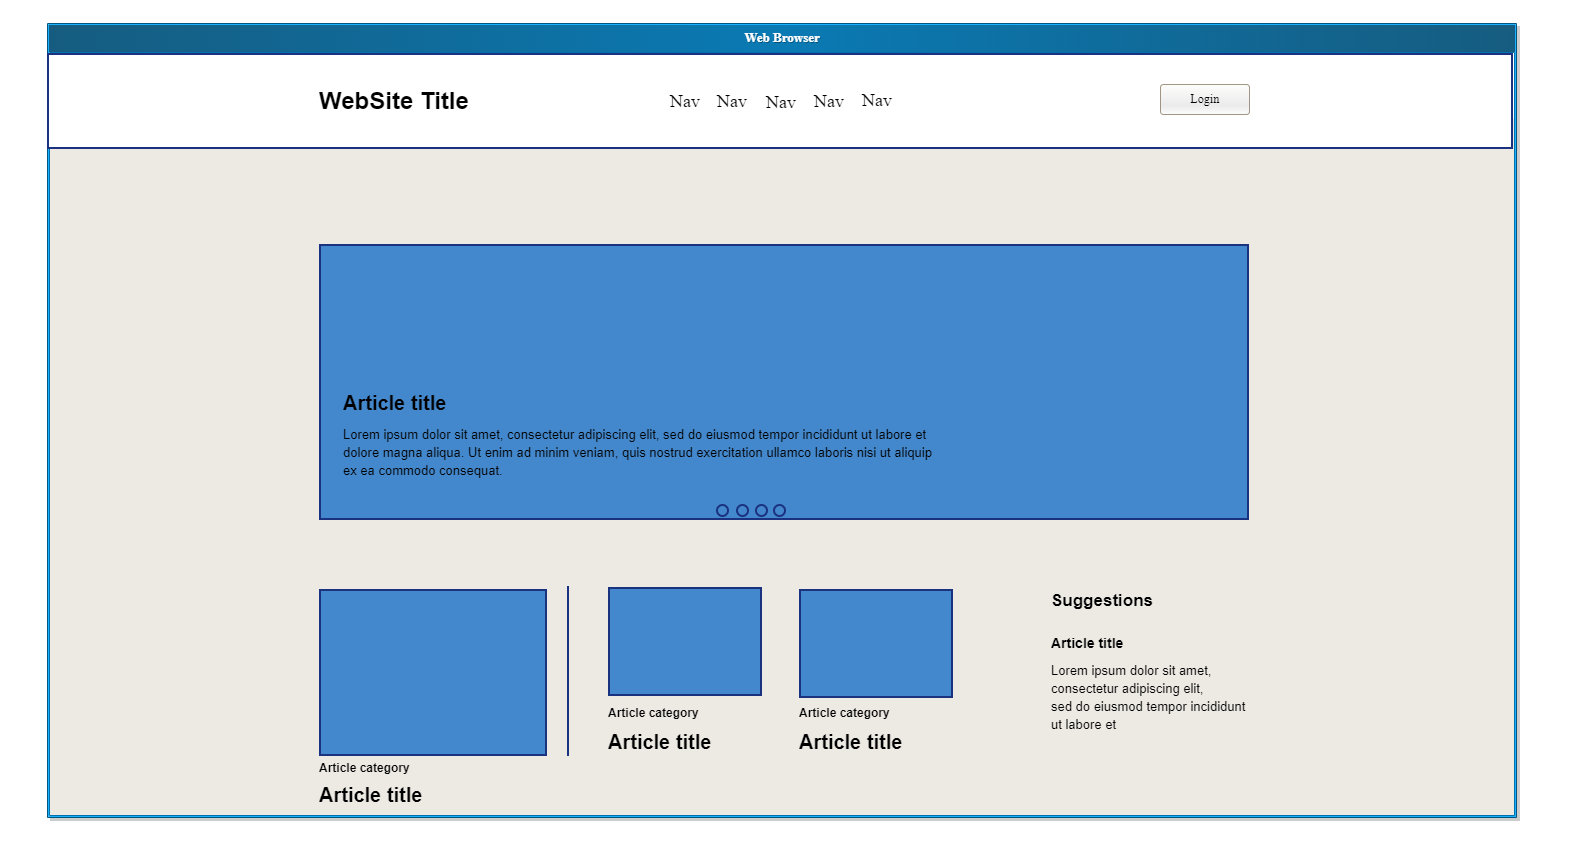 Web Browser
WebSite Title
Nav Nav Nav Nav Nav
Login
Article title
Lorem ipsum dolor sit amet, consectetur adipiscing elit, sed do eiusmod tempor incididunt ut labore et
dolore magna aliqua. Ut enim ad minim veniam, quis nostrud exercitation ullamco laboris nisi ut aliquip
ex ea commodo consequat.
Article category
Article title
Article category
Article title
Article category
Article title
Suggestions
Article title
Lorem ipsum dolor sit amet,
consectetur adipiscing elit,
sed do eiusmod tempor incididunt
ut labore et